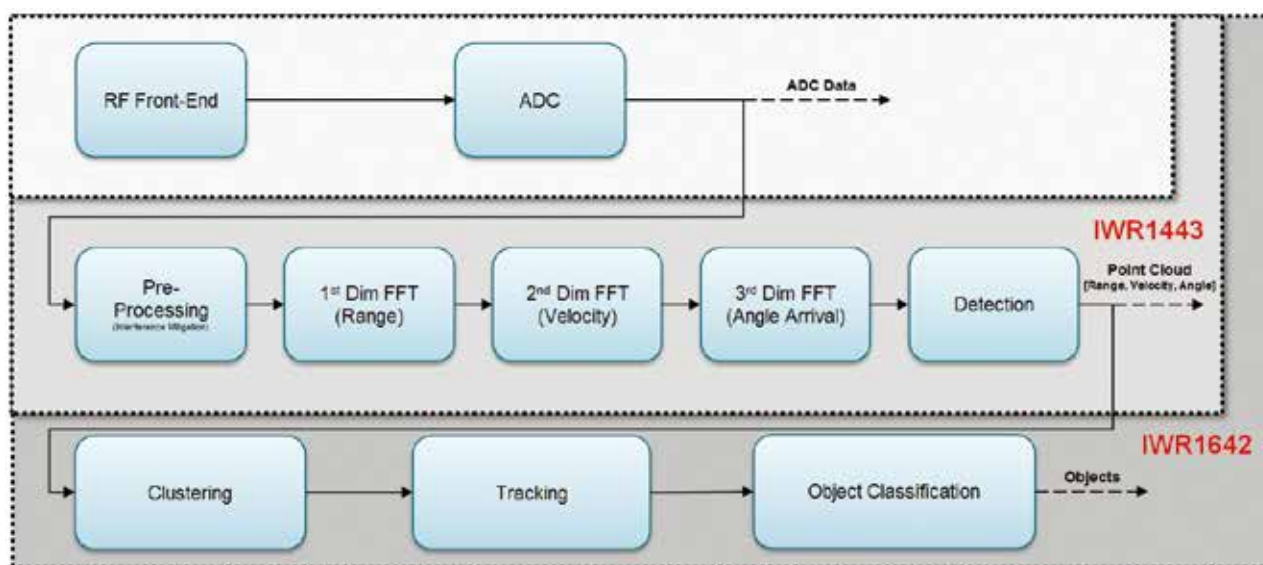 RF Front-End
ADC
ADC Data
IWR1443
Pre-
Processing
(Interference Mitigation)
1st Dim FFT
(Range)
2nd Dim FFT
(Velocity)
3rd Dim FFT
(Angle Arrival)
Detection
Point Cloud
[Range, Velocity, Angle]
IWR1642
Clustering
Tracking
Object Classification
Objects